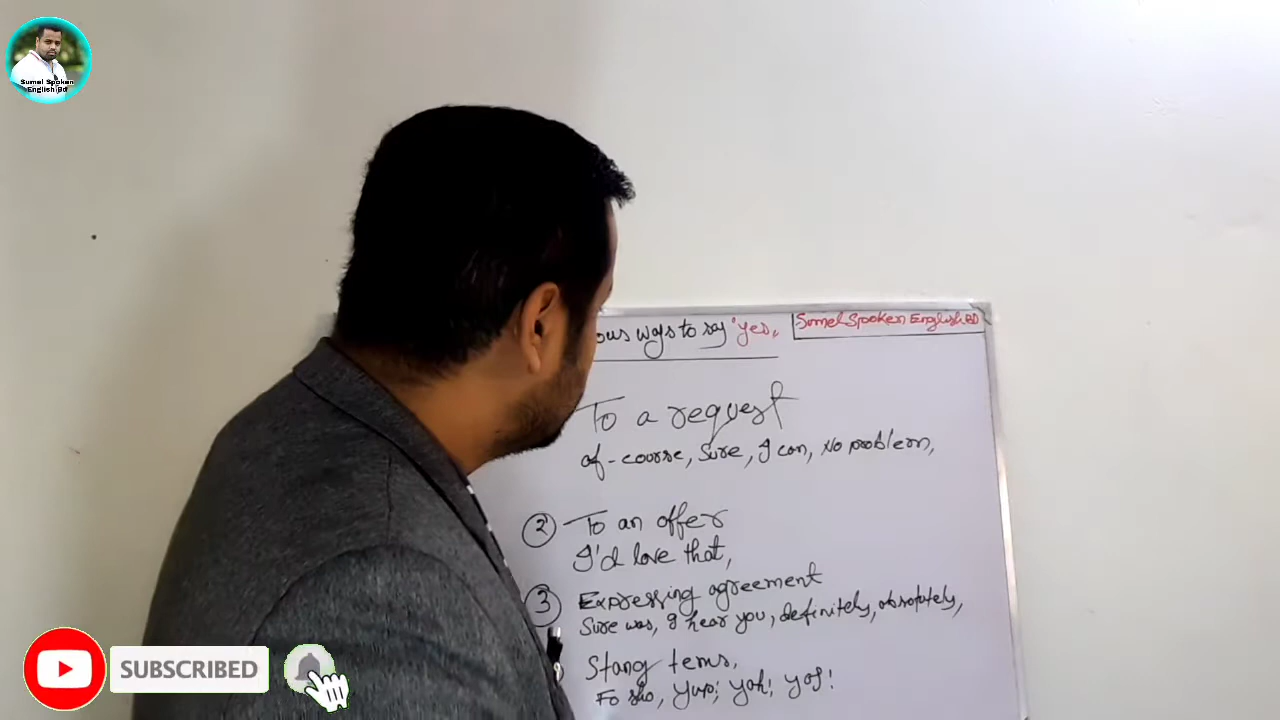 Sumel Spoken
English Bd
ous ways to say "yes"
Sumel Spoken English BD
To a request
of-course, Sure, I can, No problem,
2 To an offer
I'd love that,
3 Expressing agreement
Sure was, I hear you, definitely, absolutely,
Slang tems,
Fo sho, Yup; Yah; yas!
SUBSCRIBED